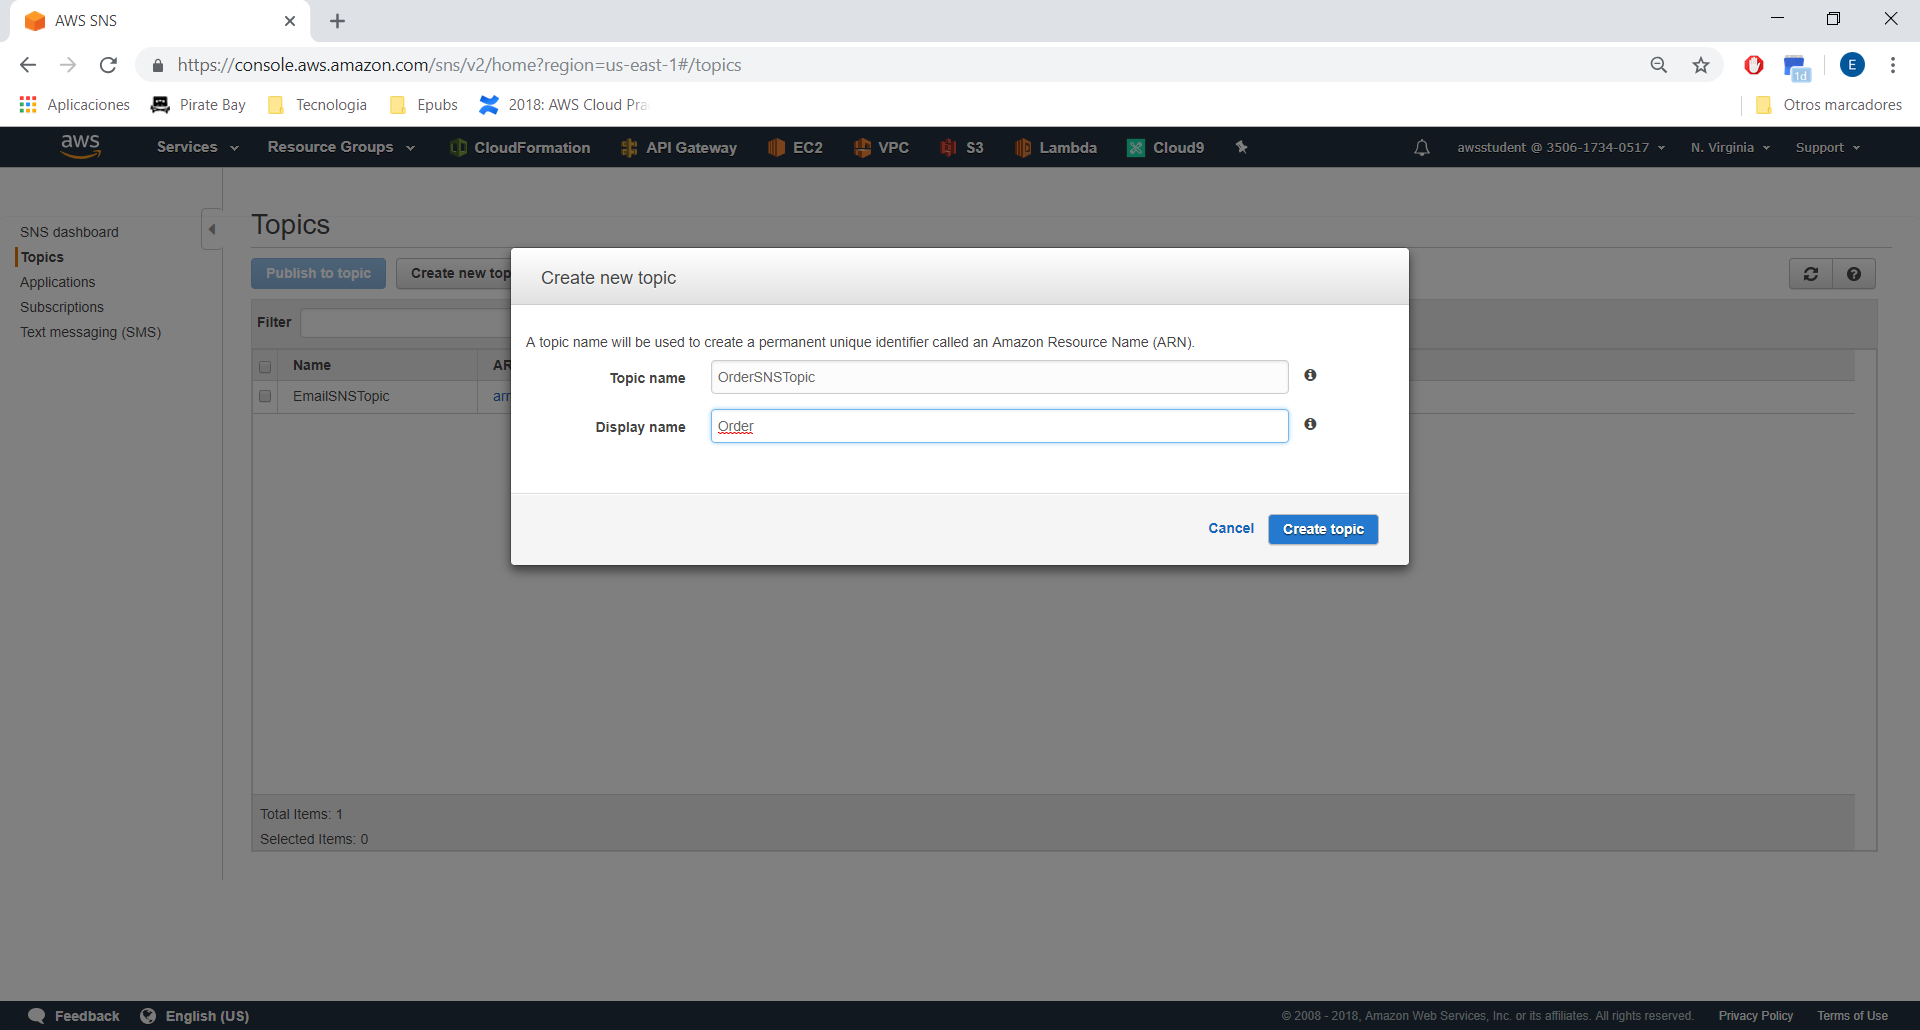 AWS SNS
https://console.aws.amazon.com/sns/v2/home?region=us-east-1#/topics
E
1d
Aplicaciones
Pirate Bay
Tecnologia
Epubs
2018: AWS Cloud Pra
Otros marcadores
aws
Services
Resource Groups
CloudFormation
API Gateway
EC2
VPC
S3
Lambda
Cloud9
awsstudent @ 3506-1734-0517
N. Virginia
Support
SNS dashboard
Topics
Applications
Subscriptions
Text messaging (SMS)
Topics
Publish to topic
Create new top
Filter
Name
AR
EmailSNSTopic
arn
Total Items: 1
Selected Items: 0
Create new topic
A topic name will be used to create a permanent unique identifier called an Amazon Resource Name (ARN).
Topic name
OrderSNSTopic
Display name
Order
Cancel
Create topic
Feedback
English (US)
© 2008 - 2018, Amazon Web Services, Inc. or its affiliates. All rights reserved.
Privacy Policy
Terms of Use